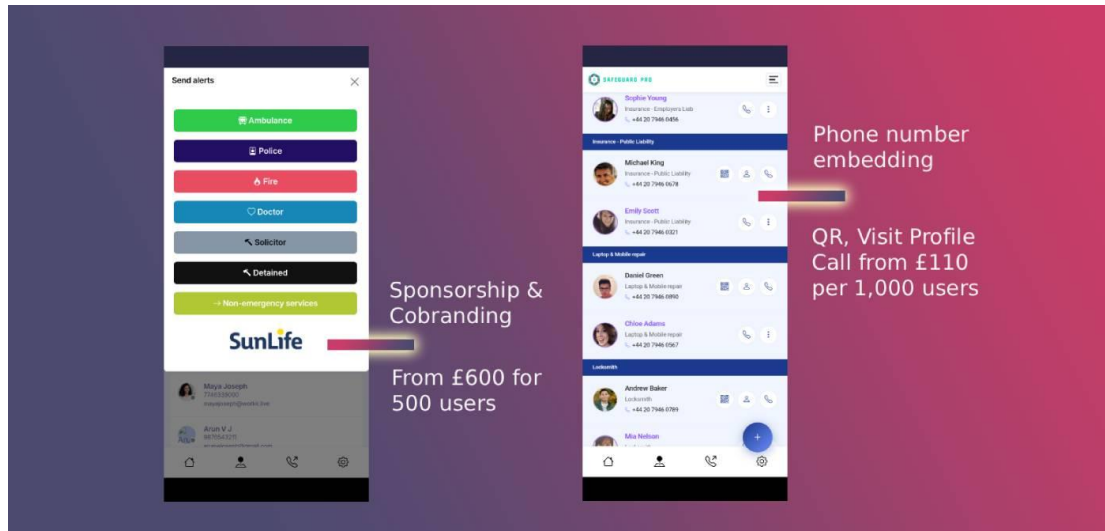 Send alerts
Ambulance
Police
Fire
Doctor
Solicitor
Detained
Non-emergency services
SunLife
Maya Joseph
Arun V J
Sponsorship &
Cobranding
From £600 for
500 users
SAFEGUARD PRO
Sophie Young
Insurance - Employers Liab
+44 20 7946 0456
Insurance - Public Liability
Michael King
Insurance - Public Liability
+44 20 7946 0678
Emily Scott
Insurance - Public Liability
+44 20 7946 0321
Laptop & Mobile repair
Daniel Green
Laptop & Mobile repair
+44 20 7946 0890
Chloe Adams
Laptop & Mobile repair
+44 20 7946 0567
Locksmith
Andrew Baker
Locksmith
+44 20 7946 0789
Mia Nelson
Phone number
embedding
QR, Visit Profile
Call from £110
per 1,000 users